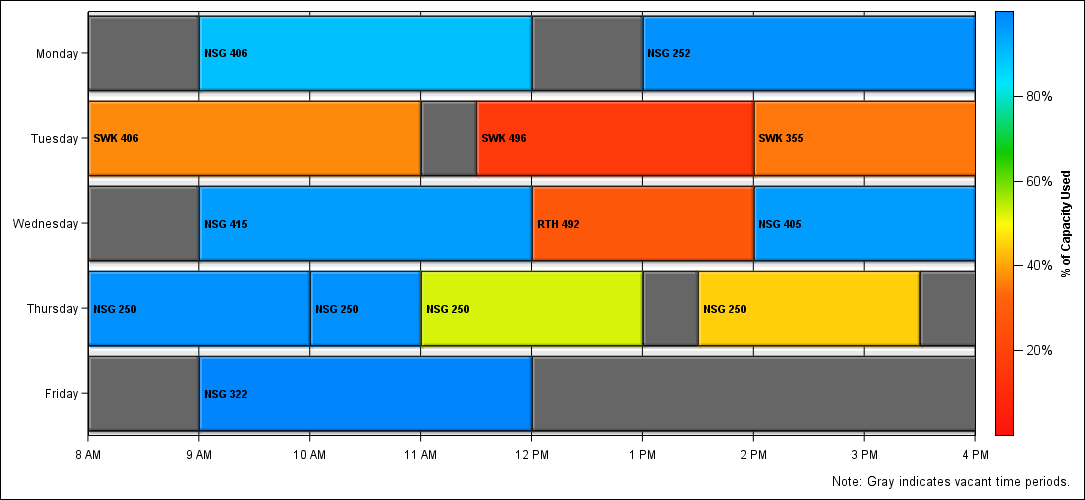 Monday
NSG 406
NSG 252
80%
Tuesday
SWK 406
SWK 496
SWK 355
60%
% of Capacity Used
Wednesday
NSG 415
RTH 492
NSG 405
40%
Thursday
NSG 250
NSG 250
NSG 250
NSG 250
20%
Friday
NSG 322
8 AM
9 AM
10 AM
11 AM
12 PM
1 PM
2 PM
3 PM
4 PM
Note: Gray indicates vacant time periods.